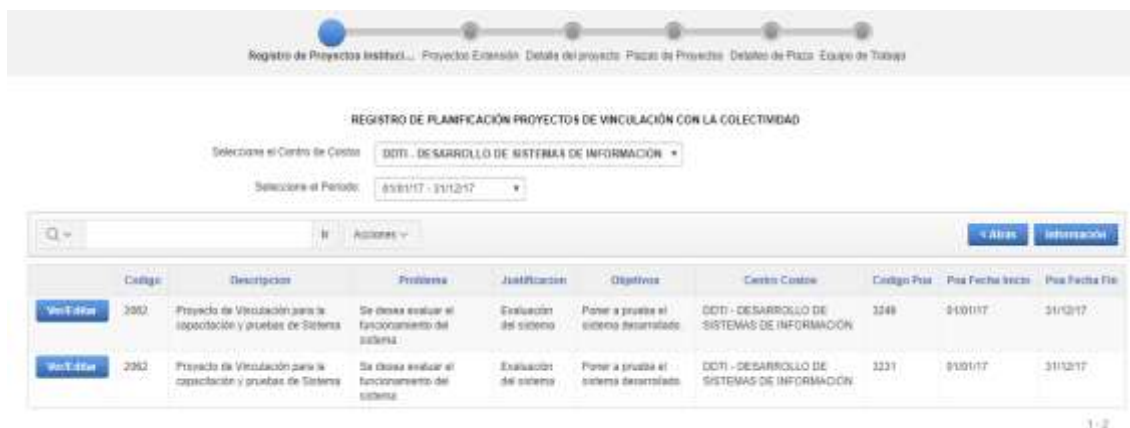 Registro de Proyectos Instituci... Proyectos Extensión Detalle del proyecto Plazas de Proyectos Detalles de Plaza Equipo de Trabajo
REGISTRO DE PLANIFICACIÓN PROYECTOS DE VINCULACIÓN CON LA COLECTIVIDAD
Seleccione el Centro de Costos DDTI - DESARROLLO DE SISTEMAS DE INFORMACIÓN
Seleccione el Periodo 01/01/17 - 31/12/17
Ir Acciones < Atras Información
Codigo Descripcion Problema Justificacion Objetivos Centro Costos Codigo Poa Poa Fecha Inicio Poa Fecha Fin
Ver/Editar 2082 Proyecto de Vinculación para la Se desea evaluar el Evaluación Poner a prueba el DDTI - DESARROLLO DE 01/01/17 31/12/17
capacitación y pruebas de Sistema funcionamiento del del sistema sistema desarrollado. SISTEMAS DE INFORMACIÓN
sistema
Ver/Editar 2062 Proyecto de Vinculación para la Se desea evaluar el Evaluación Poner a prueba el DDTI - DESARROLLO DE 3231 01/01/17 31/12/17
capacitación y pruebas de Sistema funcionamiento del del sistema sistema desarrollado. SISTEMAS DE INFORMACIÓN
sistema
1 - 2